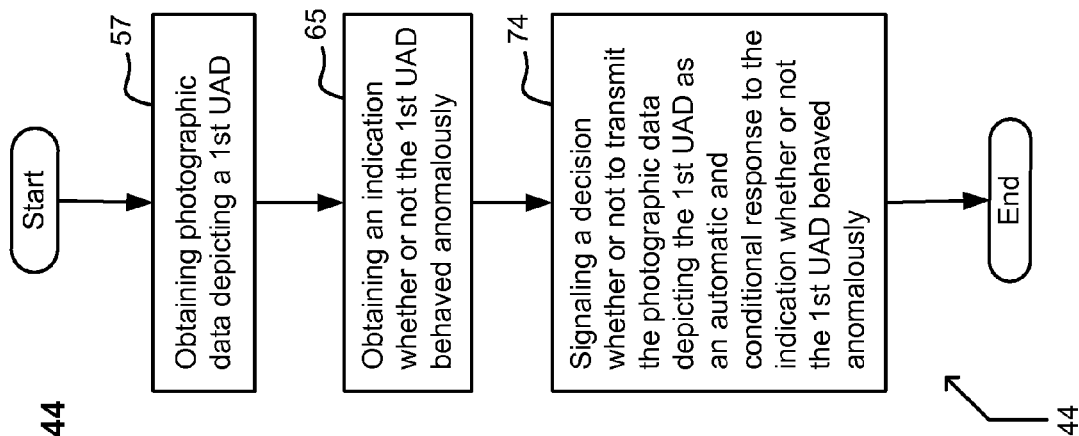 44
Start
57
Obtaining photographic
data depicting a 1st UAD
65
Obtaining an indication
whether or not the 1st UAD
behaved anomalously
74
Signaling a decision
whether or not to transmit
the photographic data
depicting the 1st UAD as
an automatic and
conditional response to the
indication whether or not
the 1st UAD behaved
anomalously
End
44